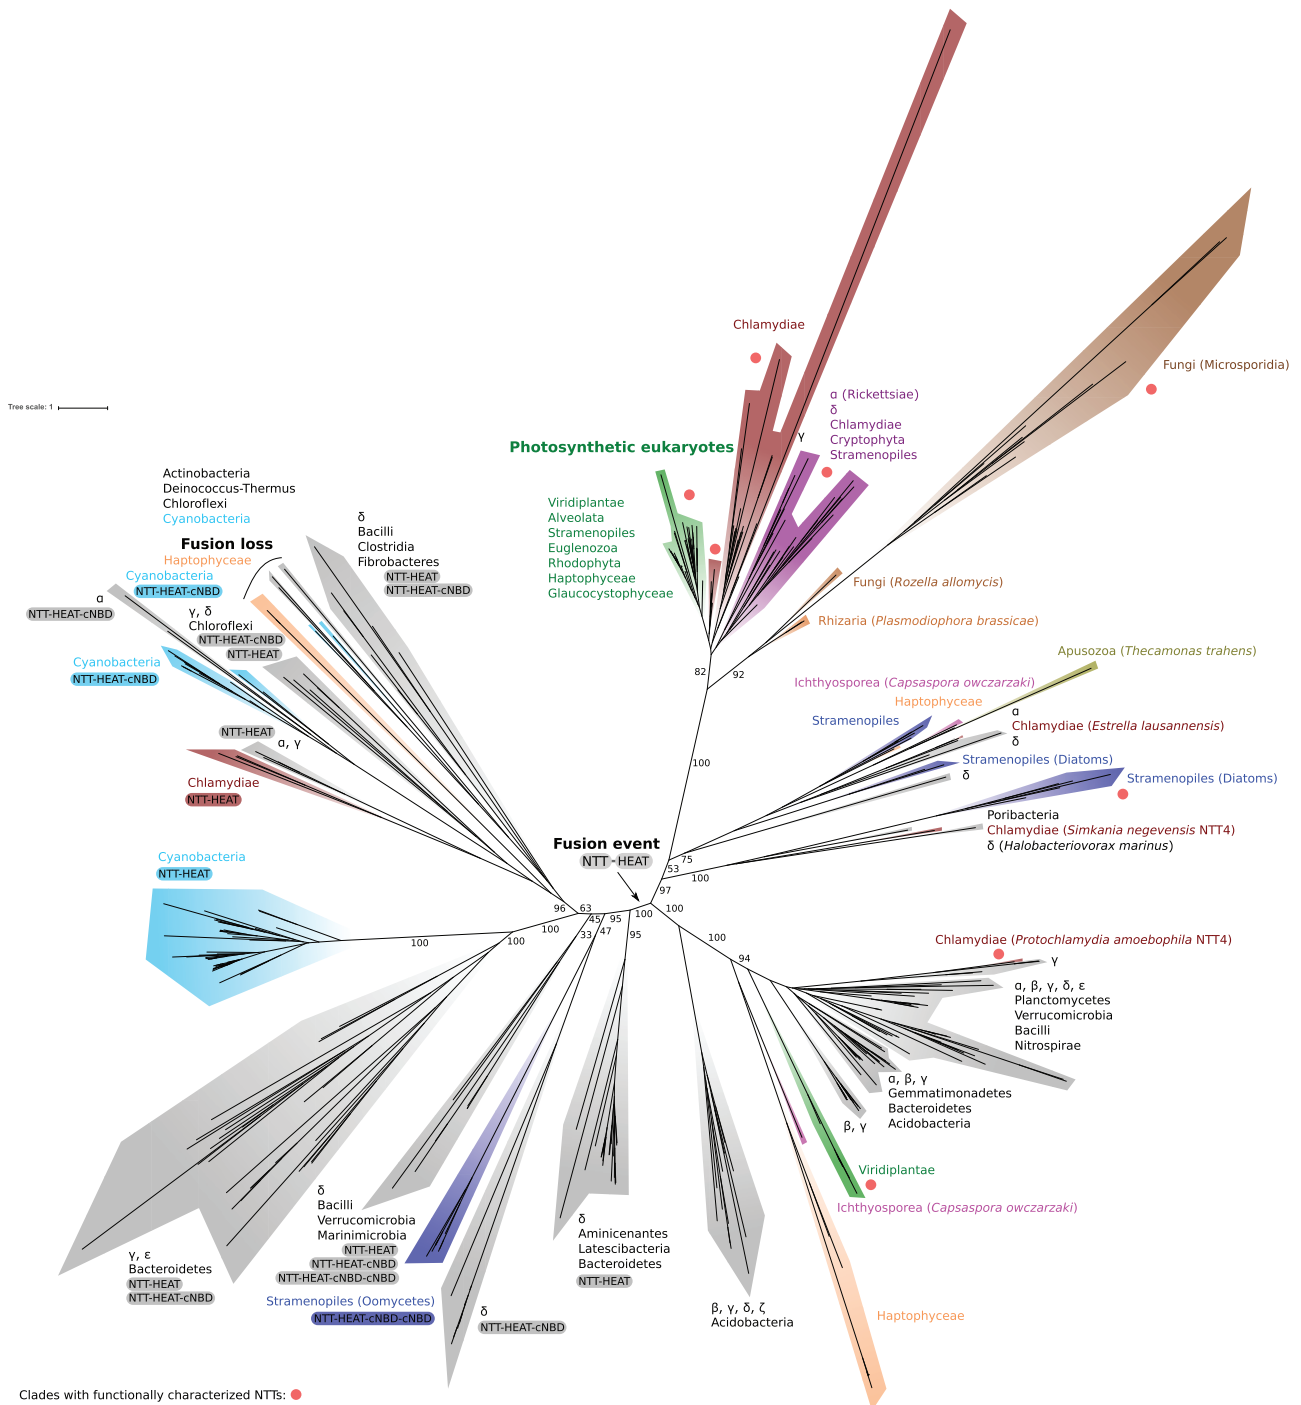 Chlamydiae
Fungi (Microsporidia)
α (Rickettsiae)
δ
Chlamydiae
Cryptophyta
Stramenopiles
γ
Tree scale: 1
Photosynthetic eukaryotes
Viridiplantae
Alveolata
Stramenopiles
Euglenozoa
Rhodophyta
Haptophyceae
Glaucocystophyceae
Actinobacteria
Deinococcus-Thermus
Chloroflexi
Cyanobacteria
Fusion loss
Haptophyceae
Cyanobacteria
NTT-HEAT-cNBD
δ
Bacilli
Clostridia
Fibrobacteres
NTT-HEAT
NTT-HEAT-cNBD
α
NTT-HEAT-cNBD
γ, δ
Chloroflexi
NTT-HEAT-cNBD
NTT-HEAT
Cyanobacteria
NTT-HEAT-cNBD
NTT-HEAT
α, γ
Chlamydiae
NTT-HEAT
Fungi (Rozella allomycis)
Rhizaria (Plasmodiophora brassicae)
82
92
Apusozoa (Thecamonas trahens)
Ichthyosporea (Capsaspora owczarzaki)
Haptophyceae
Stramenopiles
α
Chlamydiae (Estrella lausannensis)
δ
100
Stramenopiles (Diatoms)
δ
Stramenopiles (Diatoms)
Poribacteria
Chlamydiae (Simkania negevensis NTT4)
δ (Halobacteriovorax marinus)
Fusion event
NTT-HEAT
75
53
100
97
Cyanobacteria
NTT-HEAT
96
63
45
95
100
100
33
47
95
100
100
100
100
94
Chlamydiae (Protochlamydia amoebophila NTT4)
γ
α, β, γ, δ, ε
Planctomycetes
Verrucomicrobia
Bacilli
Nitrospirae
α, β, γ
Gemmatimonadetes
Bacteroidetes
Acidobacteria
β, γ
Viridiplantae
Ichthyosporea (Capsaspora owczarzaki)
δ
Bacilli
Verrucomicrobia
Marinimicrobia
NTT-HEAT
NTT-HEAT-cNBD
NTT-HEAT-cNBD-cNBD
Stramenopiles (Oomycetes)
NTT-HEAT-cNBD-cNBD
δ
Aminicenantes
Latescibacteria
Bacteroidetes
NTT-HEAT
γ, ε
Bacteroidetes
NTT-HEAT
NTT-HEAT-cNBD
δ
NTT-HEAT-cNBD
β, γ, δ, ζ
Acidobacteria
Haptophyceae
Clades with functionally characterized NTTs: